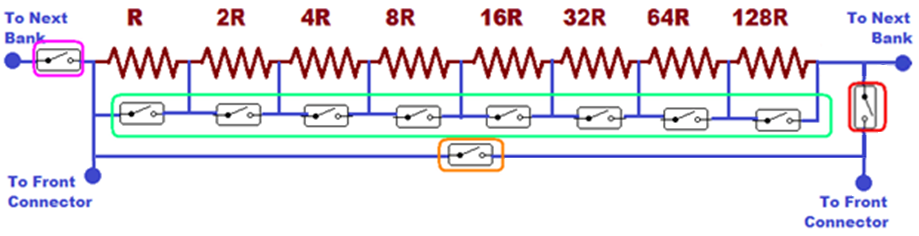 To Next
Bank
R 2R 4R 8R 16R 32R 64R 128R
To Next
Bank
To Front
Connector
To Front
Connector